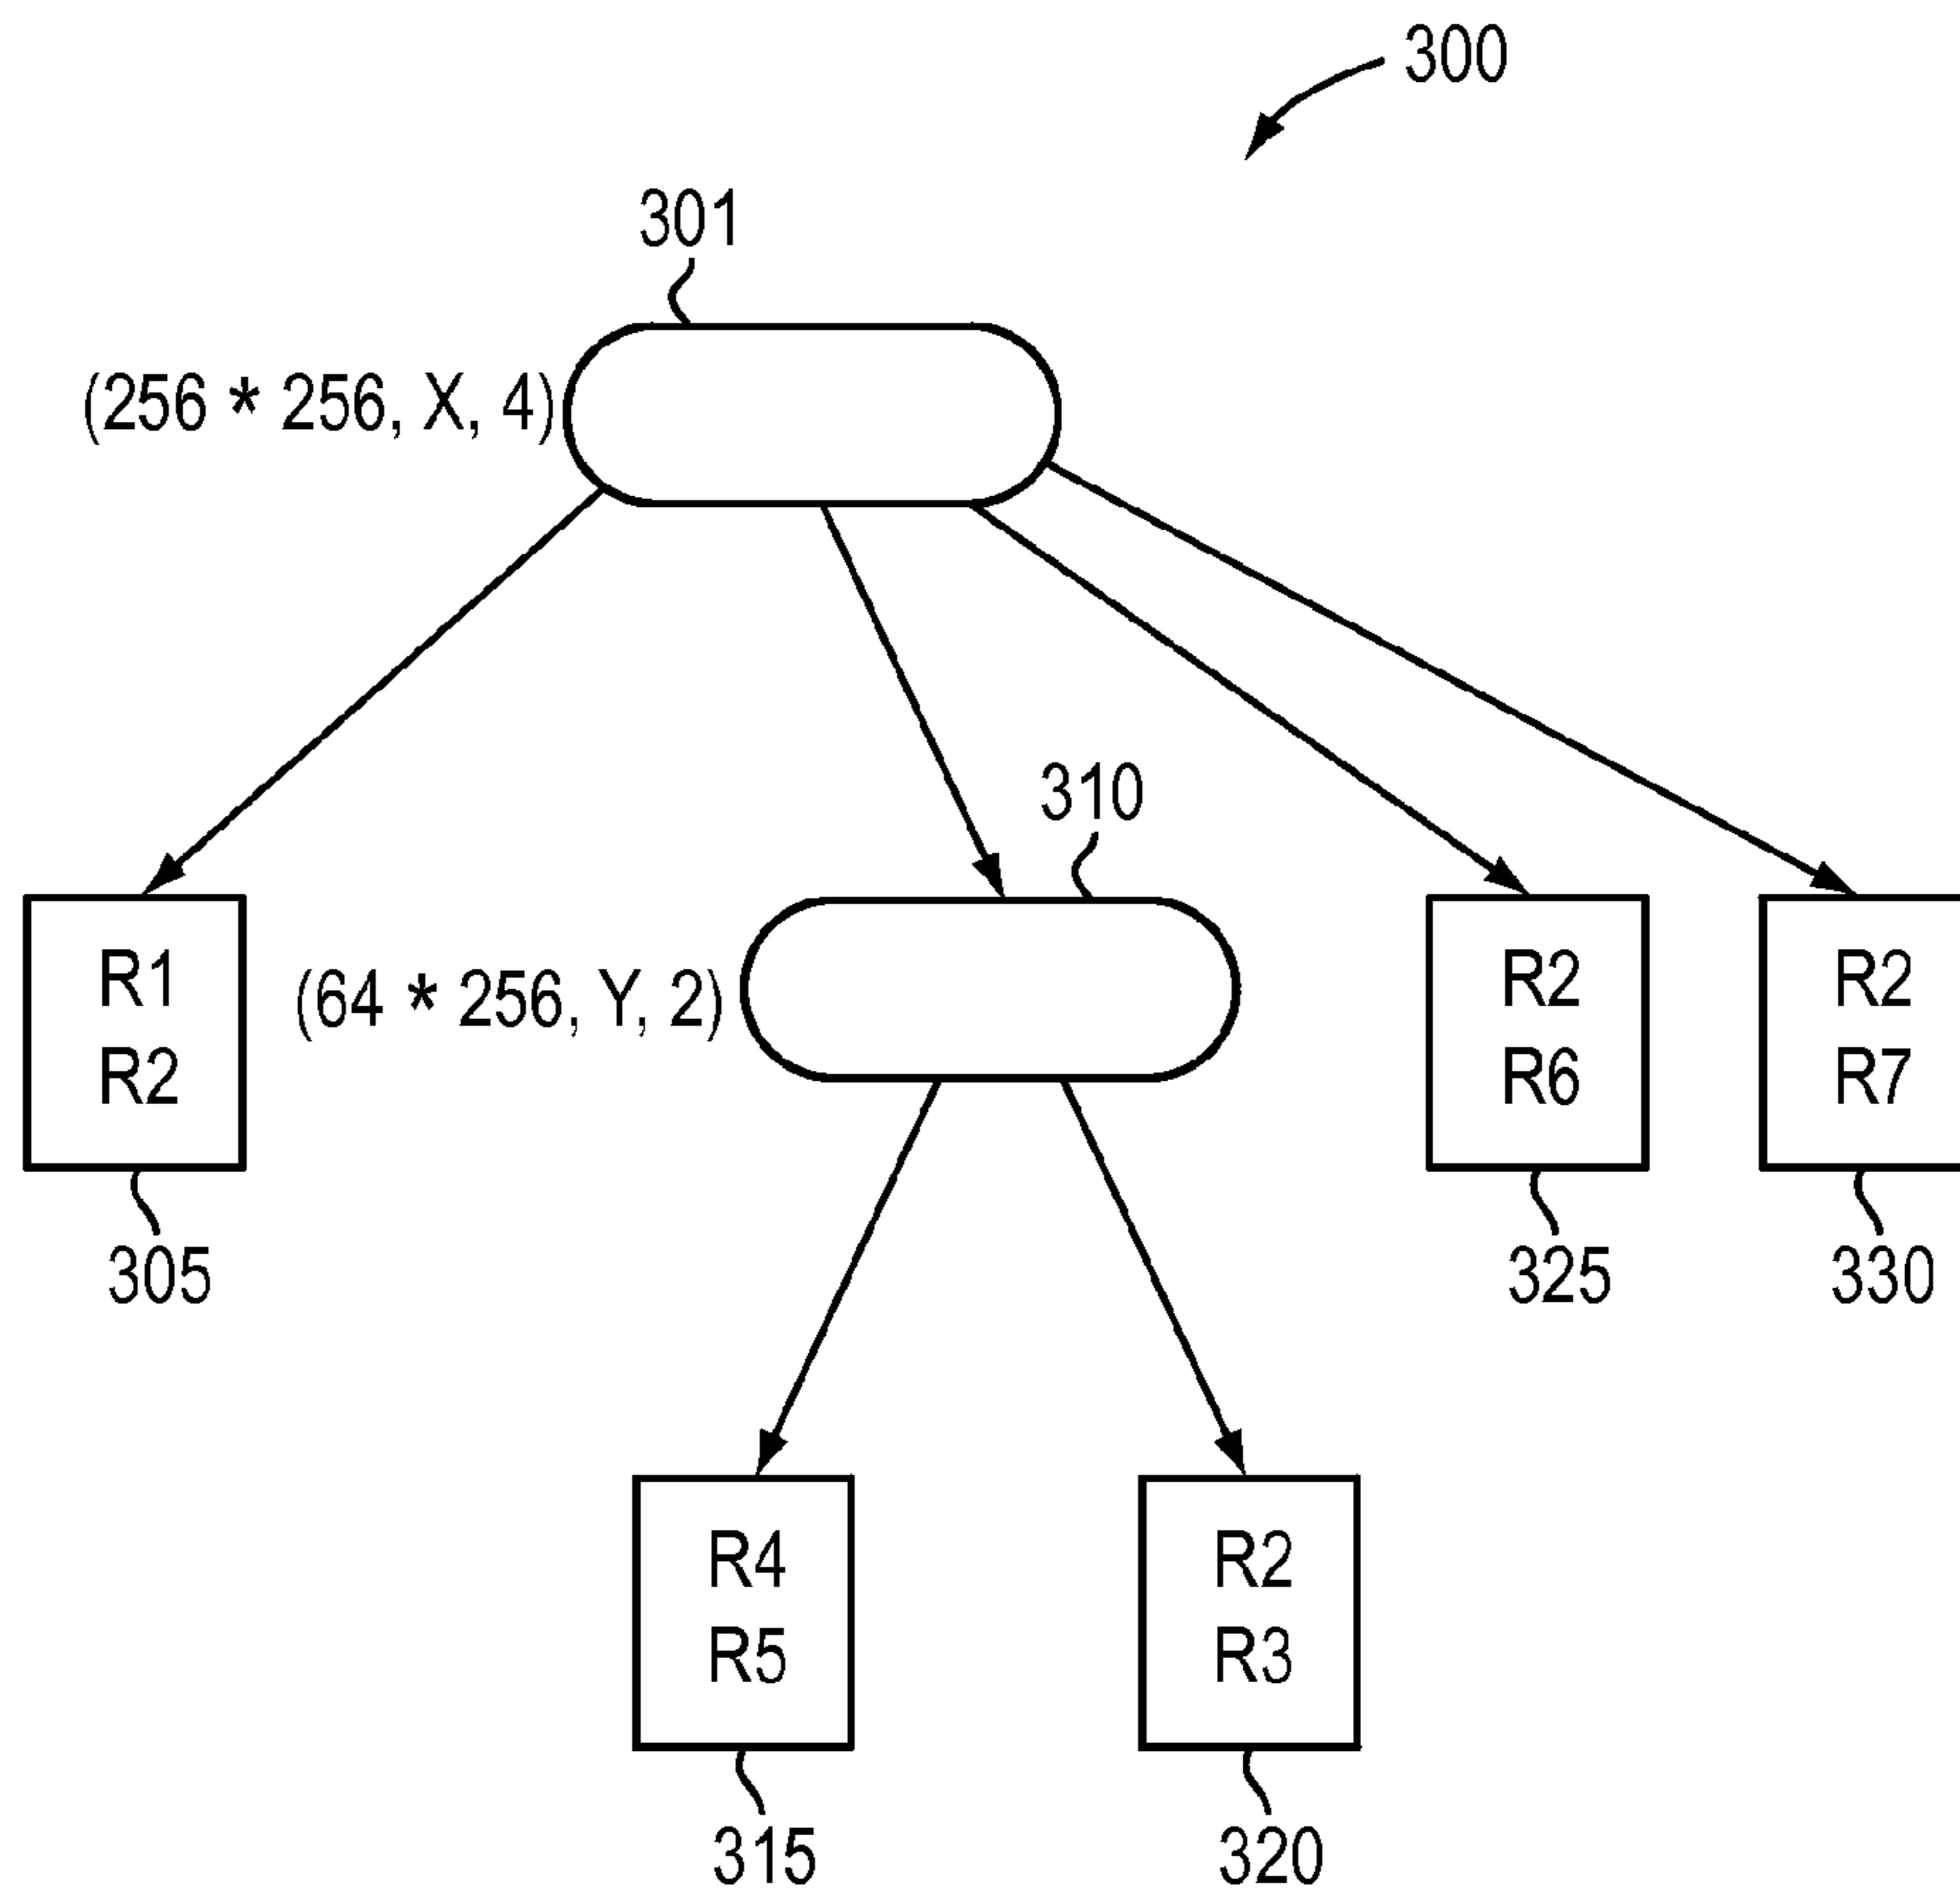 300
301
(256 * 256, X, 4)
310
R1
R2
(64 * 256, Y, 2)
R2
R6
R2
R7
305
325
330
R4
R5
R2
R3
315
320